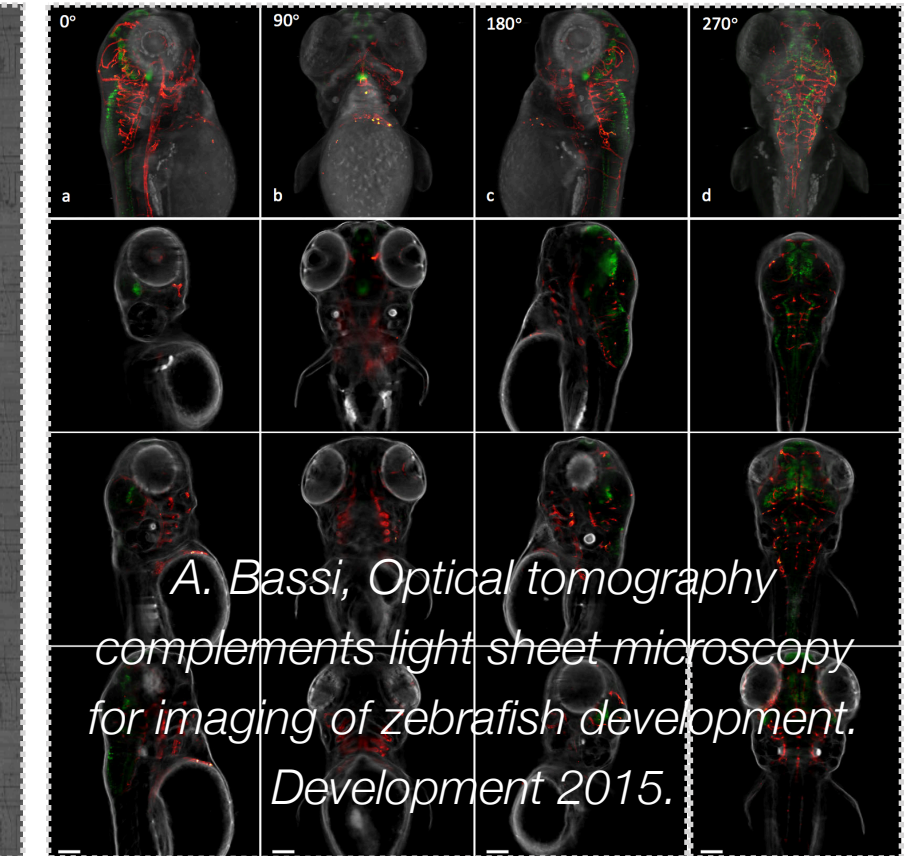 0° 90° 180° 270°
a b c d
A. Bassi, Optical tomography
complements light sheet microscopy
for imaging of zebrafish development.
Development 2015.